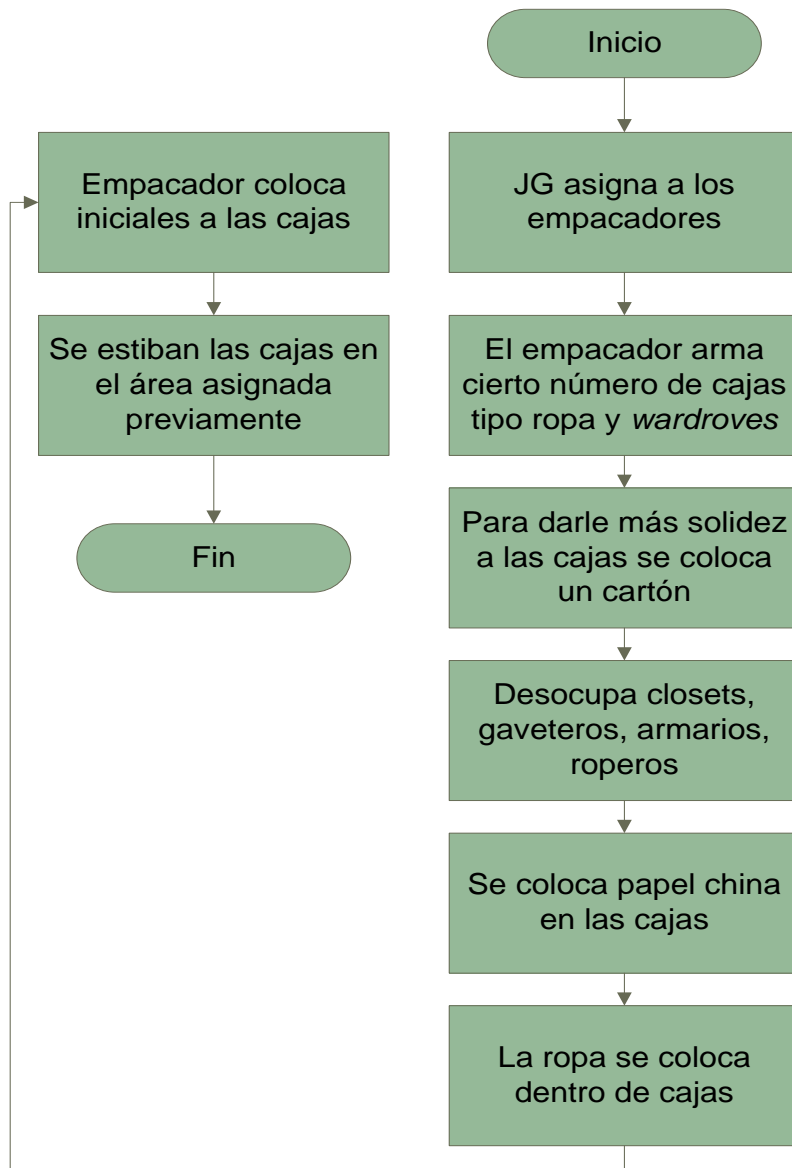 Inicio
JG asigna a los
empacadores
El empacador arma
cierto número de cajas
tipo ropa y wardroves
Para darle más solidez
a las cajas se coloca
un cartón
Desocupa closets,
gaveteros, armarios,
roperos
Se coloca papel china
en las cajas
La ropa se coloca
dentro de cajas
Empacador coloca
iniciales a las cajas
Se estiban las cajas en
el área asignada
previamente
Fin